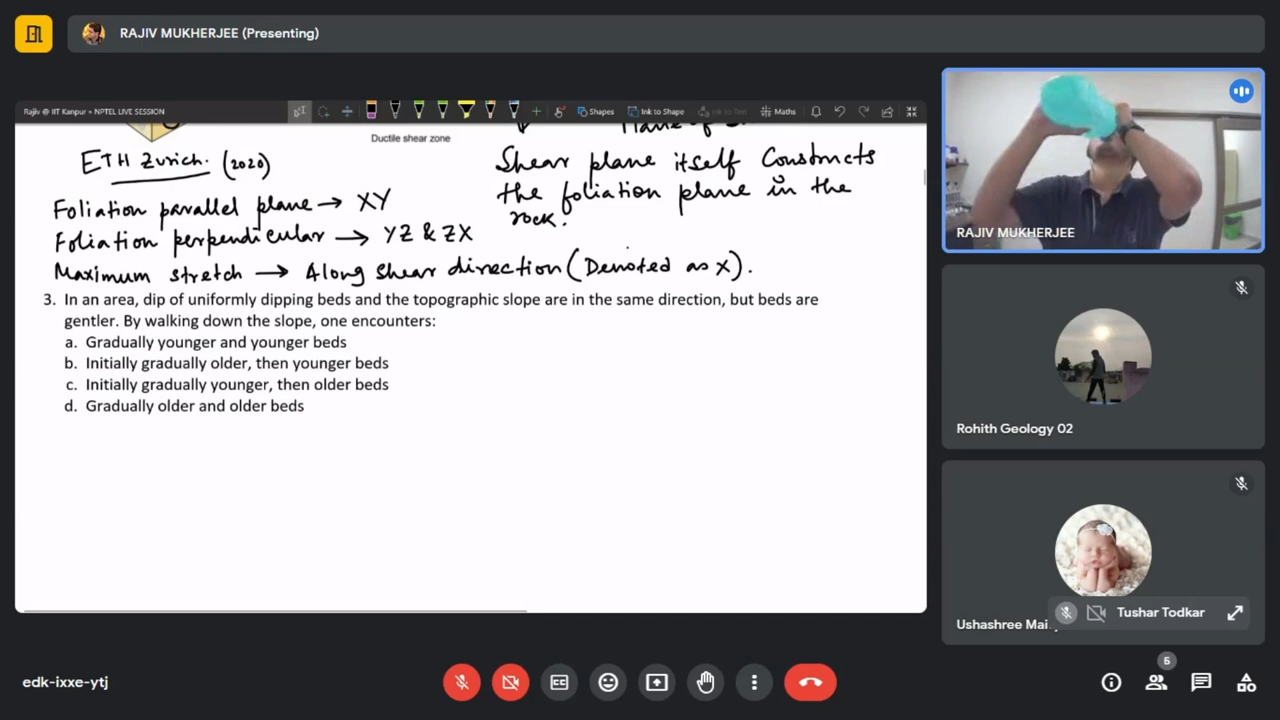 RAJIV MUKHERJEE (Presenting)
Rajiv @ IIT Kanpur - NPTEL LIVE SESSION
Shapes
Ink to Shape
Ink to Text
Maths
Ductile shear zone
ETH Zurich. (2020)
Foliation parallel plane → XY
Foliation perpendicular → YZ & ZX
Maximum stretch → Along shear direction (Denoted as X).
Shear plane itself Constructs
the foliation plane in the
rock.
3. In an area, dip of uniformly dipping beds and the topographic slope are in the same direction, but beds are
gentler. By walking down the slope, one encounters:
a. Gradually younger and younger beds
b. Initially gradually older, then younger beds
c. Initially gradually younger, then older beds
d. Gradually older and older beds
RAJIV MUKHERJEE
Rohith Geology 02
Ushashree
Tushar Todkar
edk-ixxe-ytj
CC
5